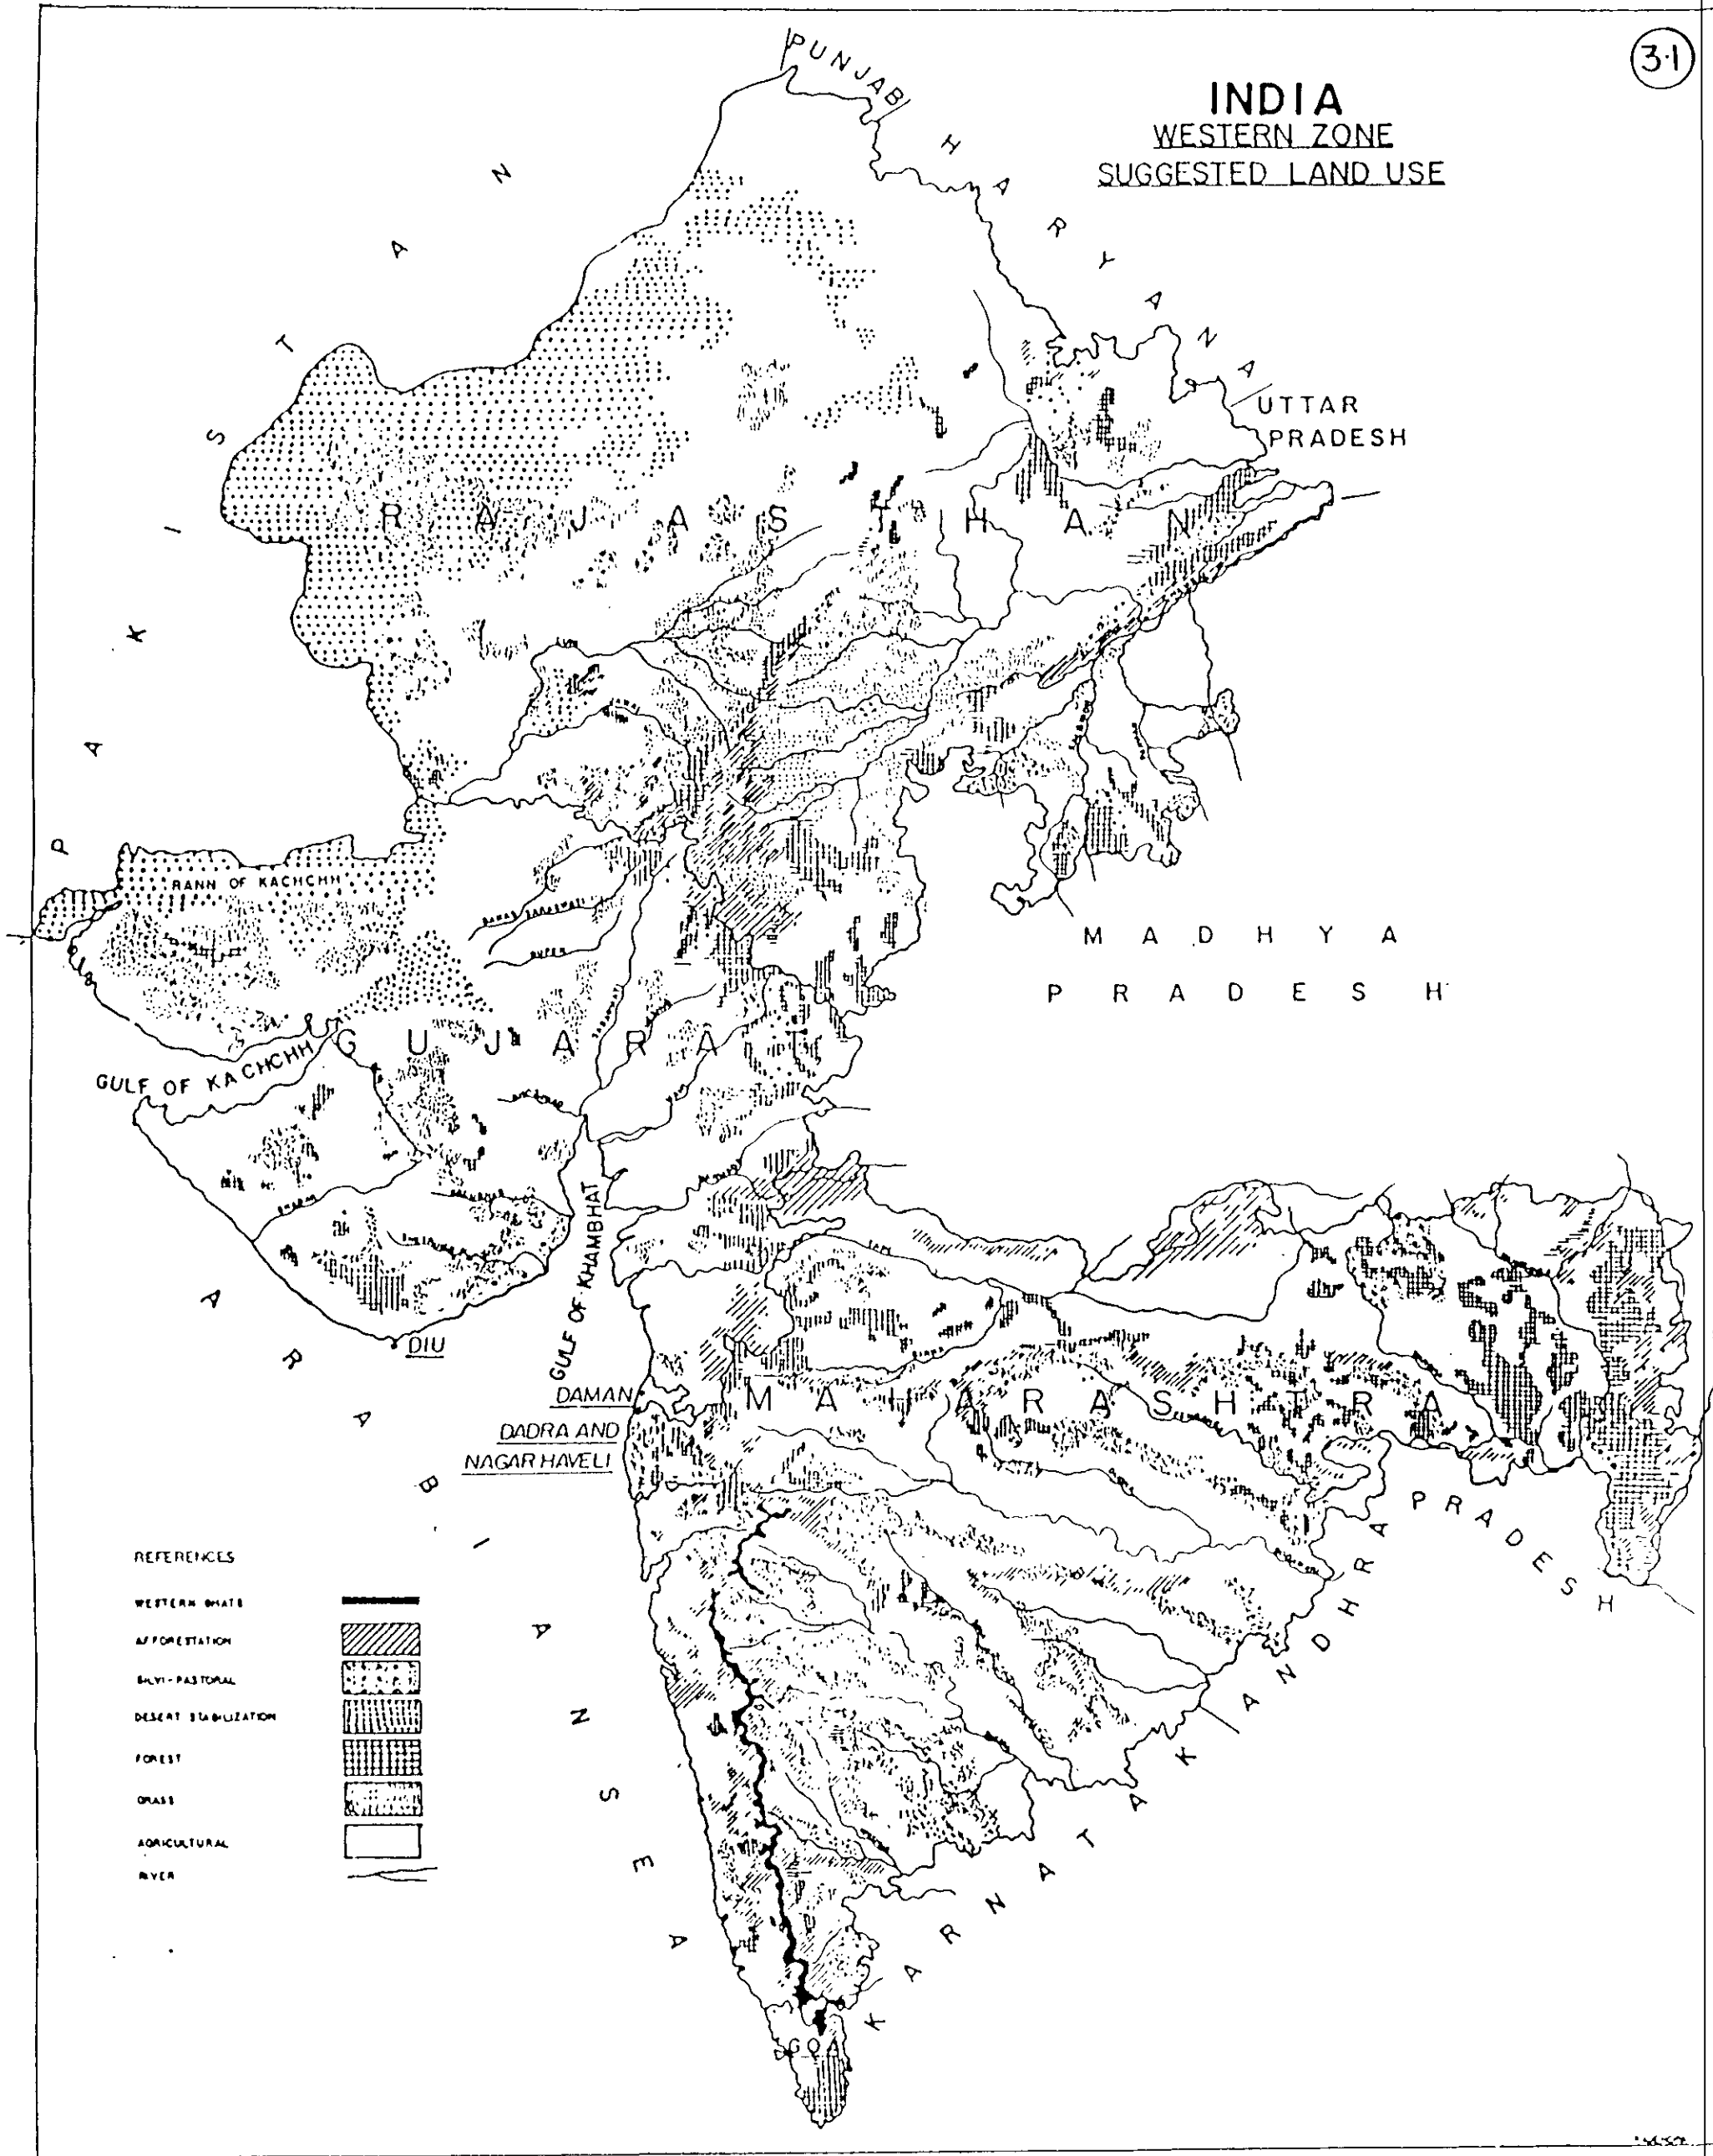 3·1
INDIA
WESTERN ZONE
SUGGESTED LAND USE
PUNJAB
HARYANA
PAKISTAN
UTTAR
PRADESH
RAJASTHAN
RANN OF KACHCHH
MADHYA
PRADESH
GUJARAT
GULF OF KACHCHH
GULF OF KHAMBHAT
DIU
DAMAN
DADRA AND
NAGAR HAVELI
MAHARASHTRA
ANDHRA PRADESH
ARABIAN SEA
KARNATAKA
GOA
REFERENCES
WESTERN GHATS
AFFORESTATION
SILVI-PASTORAL
DESERT STABILIZATION
FOREST
GRASS
AGRICULTURAL
RIVER